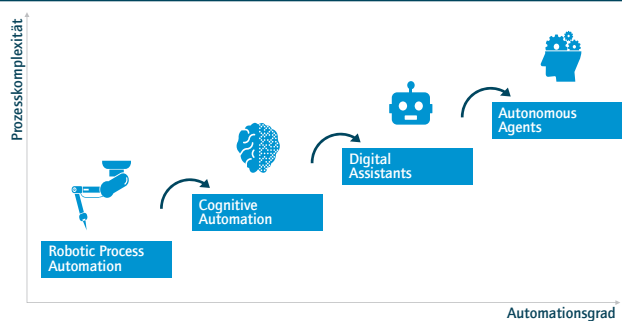 Prozesskomplexität
Autonomous
Agents
Digital
Assistants
Cognitive
Automation
Robotic Process
Automation
Automationsgrad